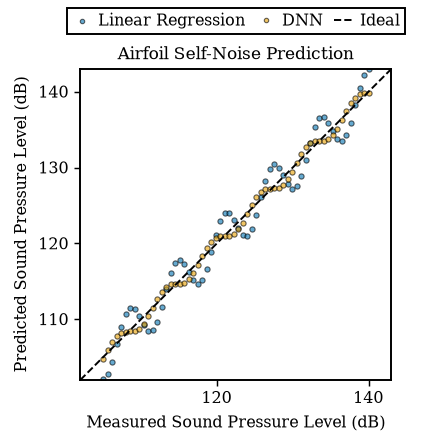 Linear Regression DNN Ideal
Airfoil Self-Noise Prediction
Predicted Sound Pressure Level (dB)
140
130
120
110
120 140
Measured Sound Pressure Level (dB)